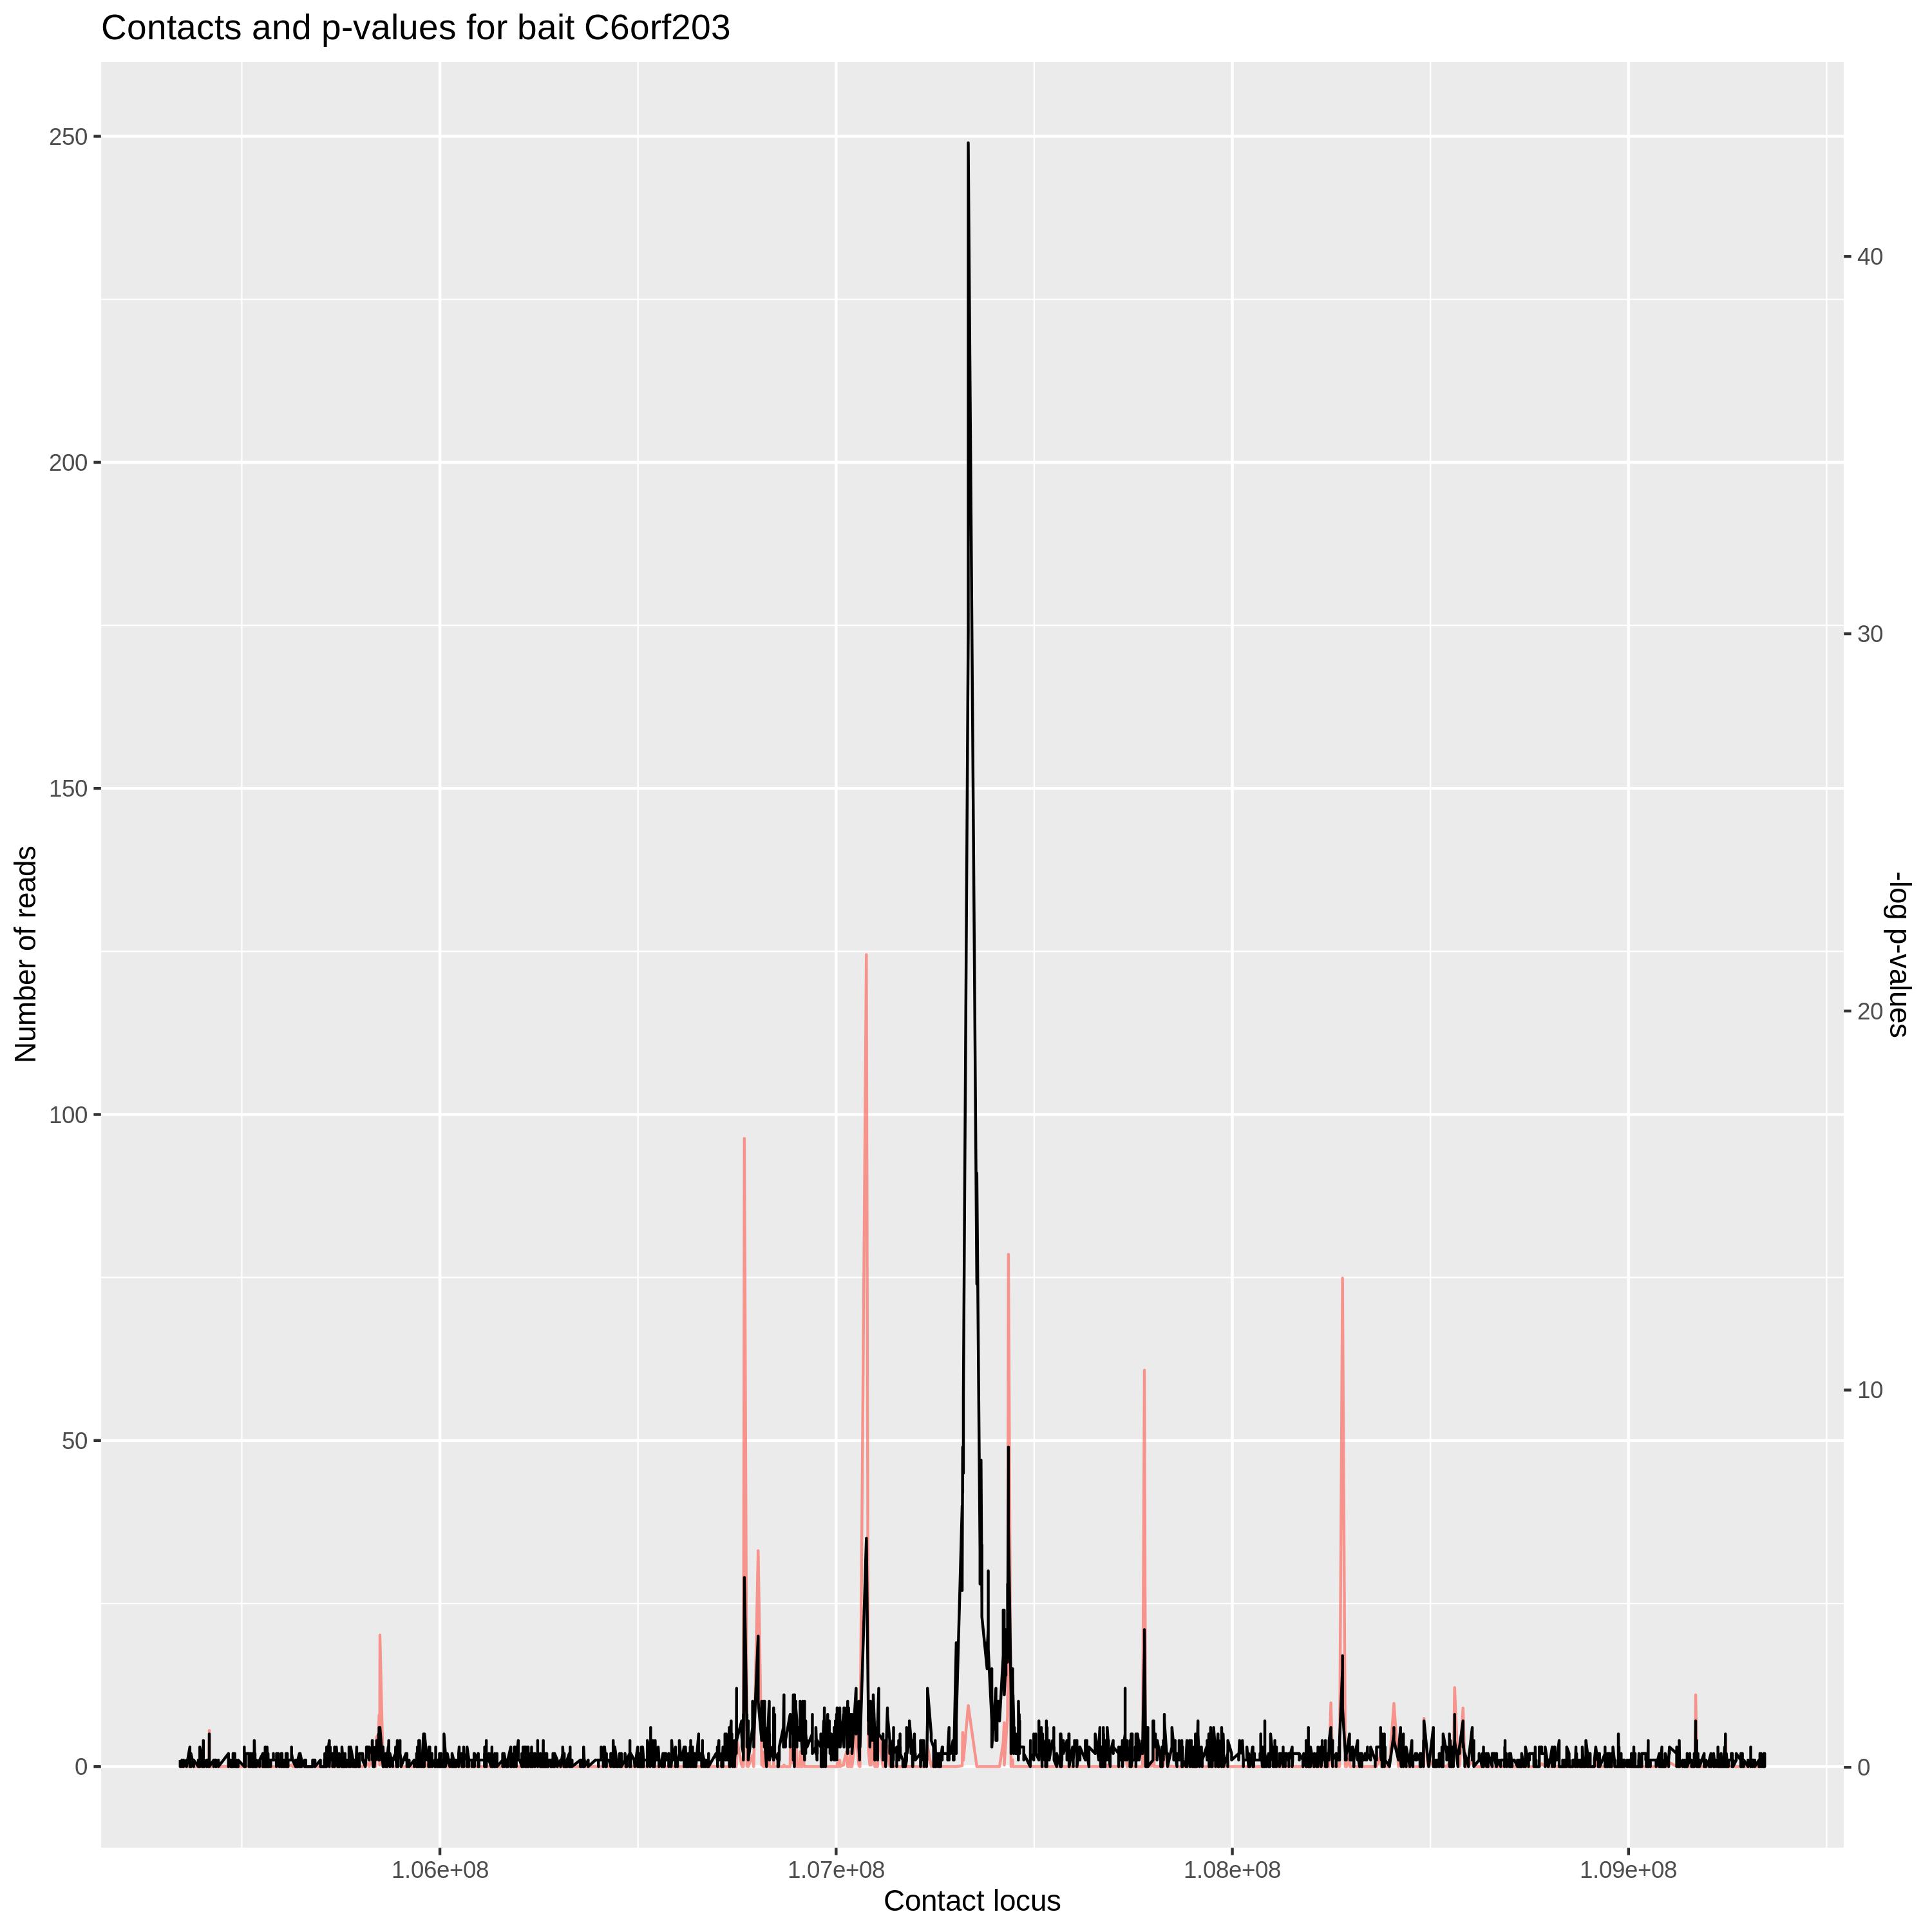 Contacts and p-values for bait C6orf203
250
200
150
100
50
0
Number of reads
40
30
20
10
0
-log p-values
1.06e+08
1.07e+08
1.08e+08
1.09e+08
Contact locus